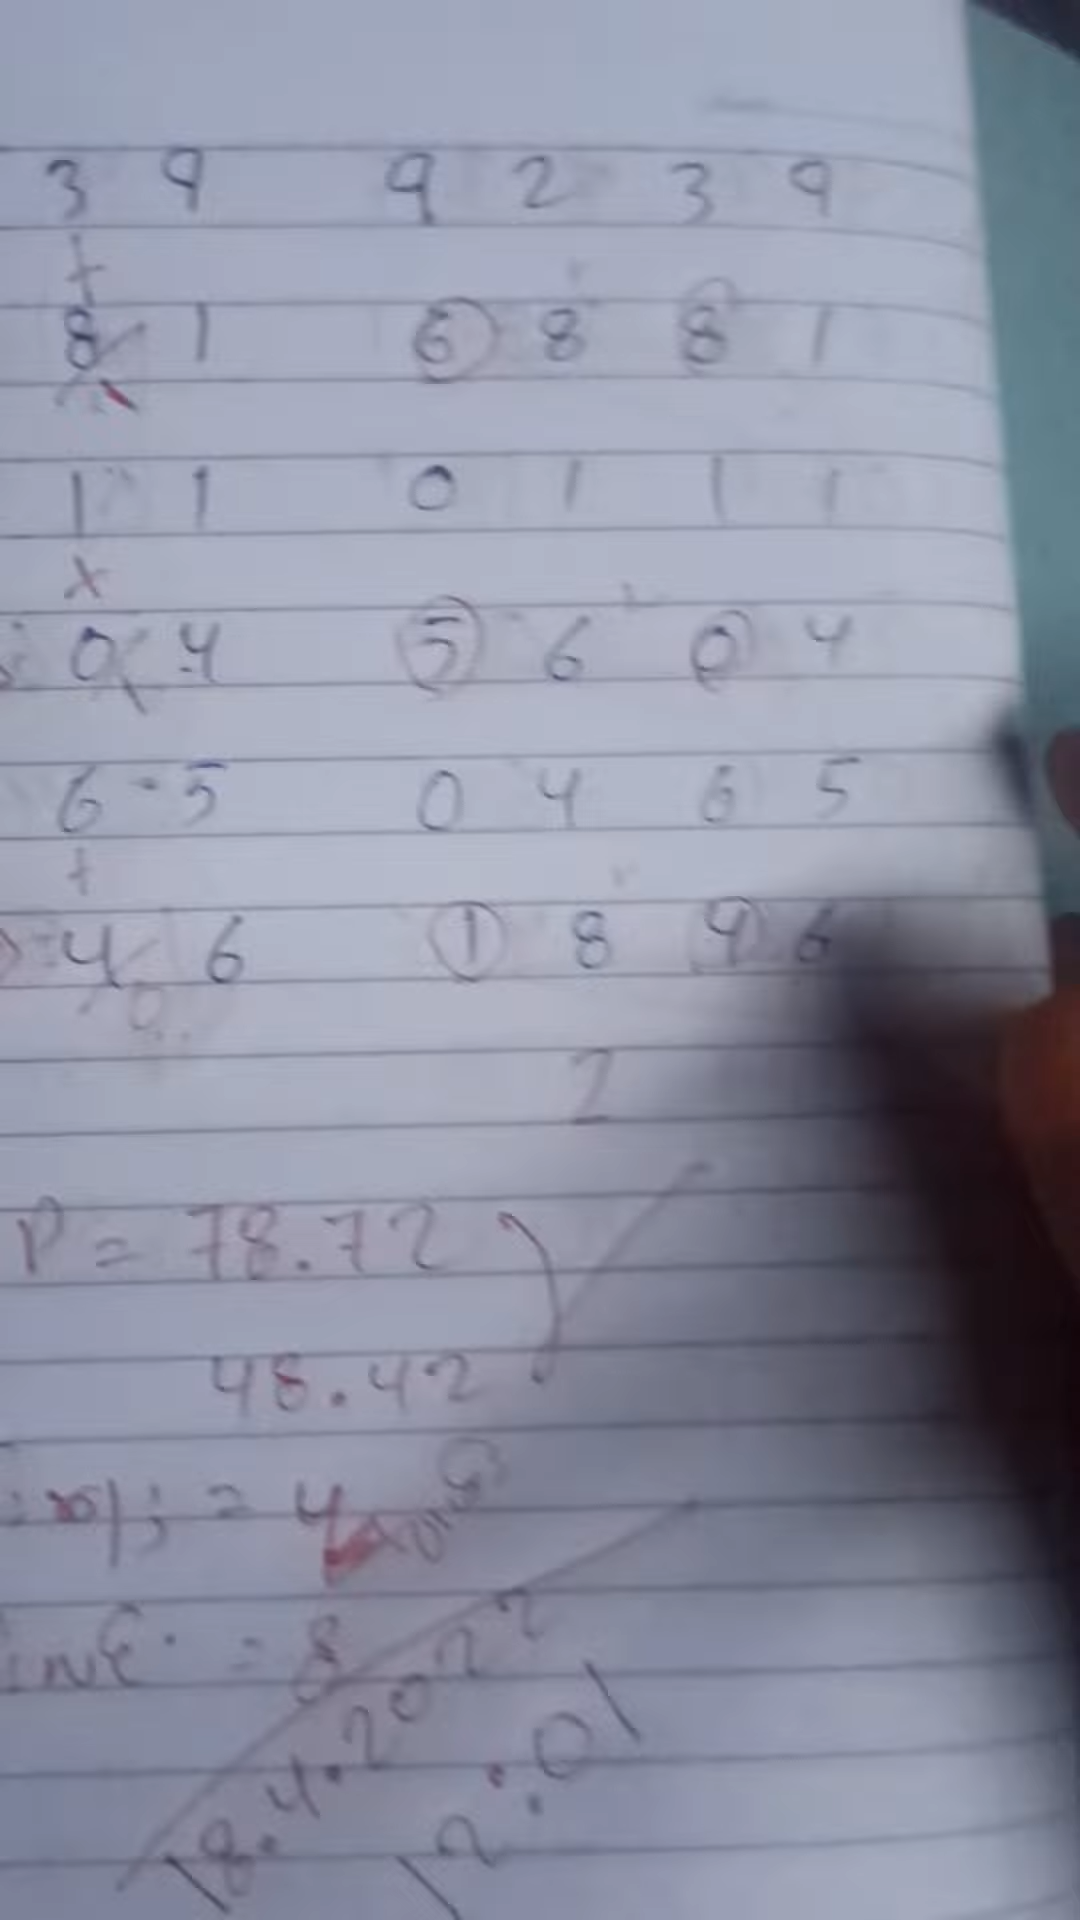 3 9 9 2 3 9
+
8 1 6 8 8 1
1 1 0 1 1 1
x
0 4 5 6 0 4
6 - 5 0 4 6 5
+
4 6 1 8 9 6
2
P = 78.72
48.42
= 4
= 8
18.4.2022
12:01